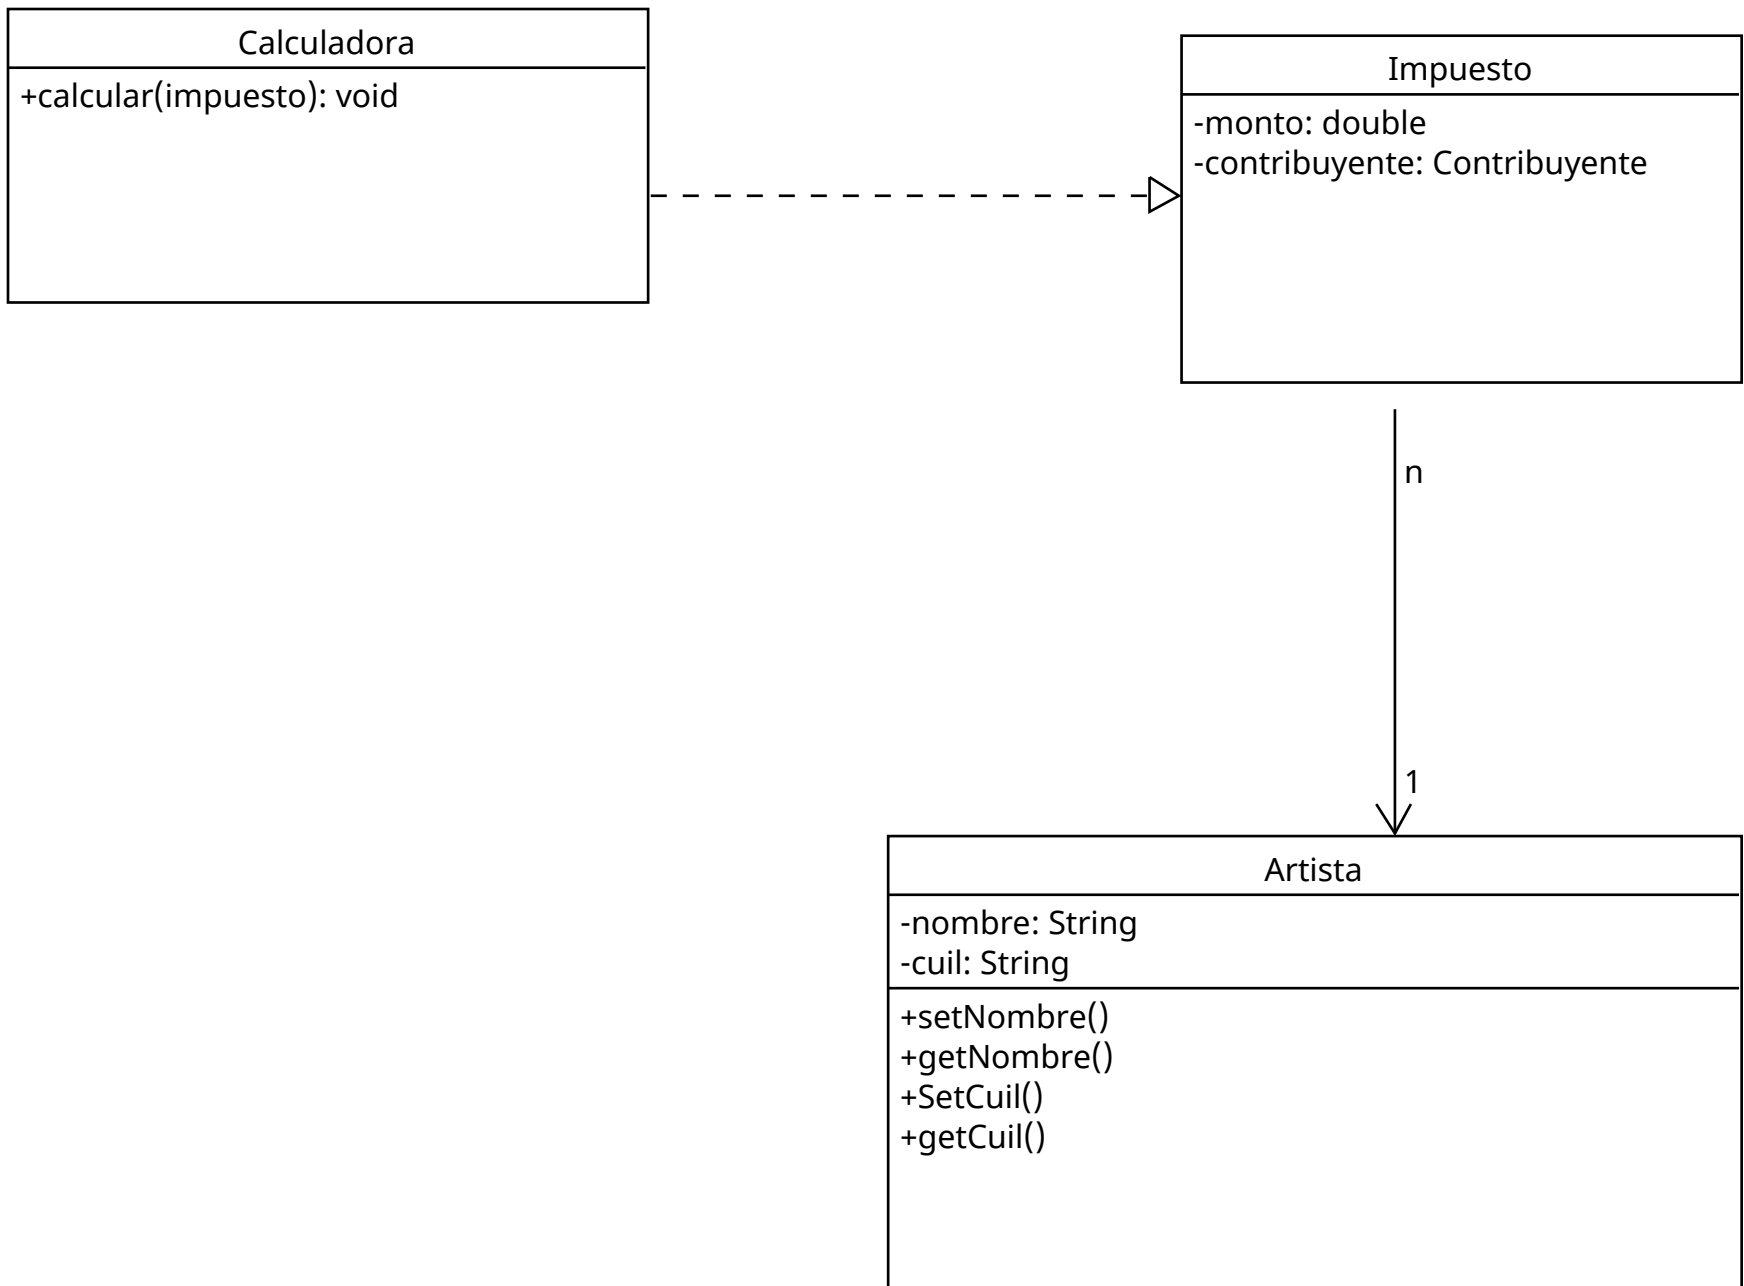 Calculadora
+calcular(impuesto): void
Impuesto
-monto: double
-contribuyente: Contribuyente
n
1
Artista
-nombre: String
-cuil: String
+setNombre()
+getNombre()
+SetCuil()
+getCuil()